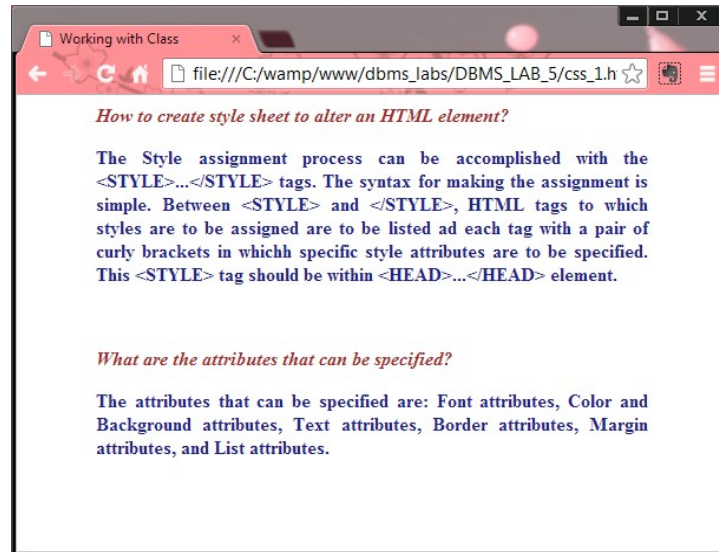 Working with Class
file:///C:/wamp/www/dbms_labs/DBMS_LAB_5/css_1.h
How to create style sheet to alter an HTML element?
The Style assignment process can be accomplished with the
<STYLE>...</STYLE> tags. The syntax for making the assignment is
simple. Between <STYLE> and </STYLE>, HTML tags to which
styles are to be assigned are to be listed ad each tag with a pair of
curly brackets in whichh specific style attributes are to be specified.
This <STYLE> tag should be within <HEAD>...</HEAD> element.
What are the attributes that can be specified?
The attributes that can be specified are: Font attributes, Color and
Background attributes, Text attributes, Border attributes, Margin
attributes, and List attributes.